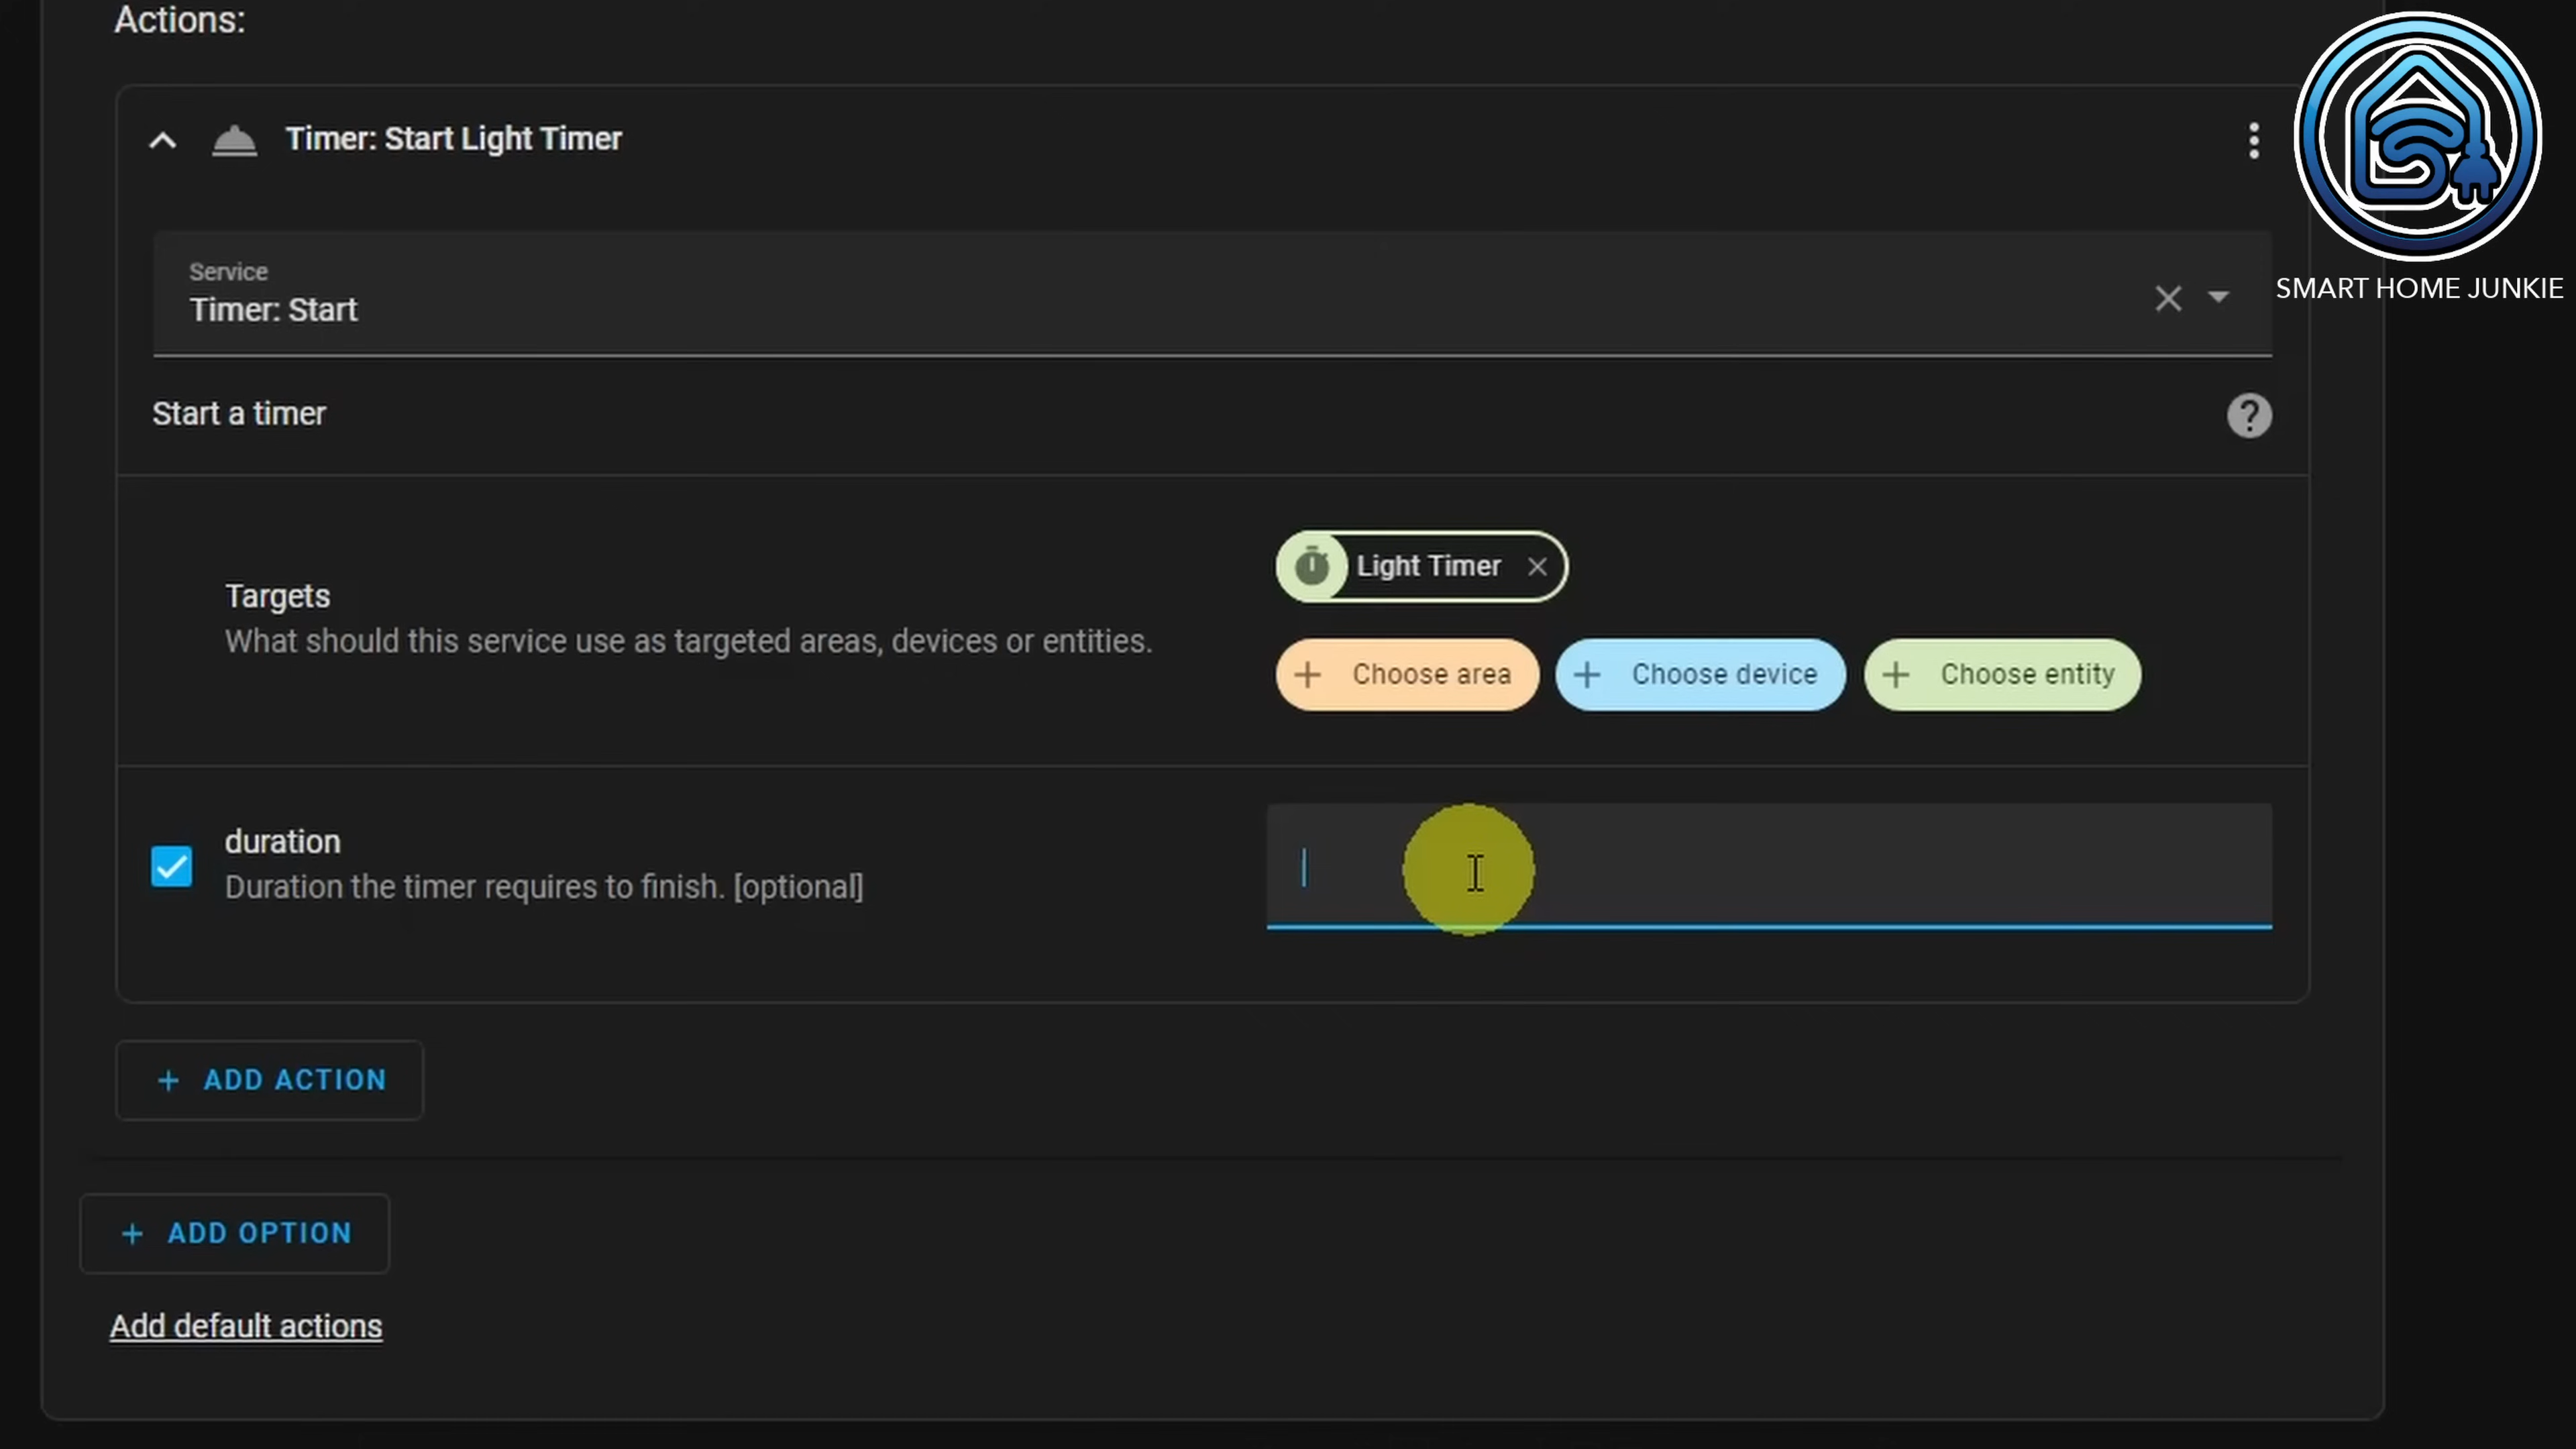 Actions:
Timer: Start Light Timer
SMART HOME JUNKIE
Service
Timer: Start
Start a timer
Light Timer
Targets
What should this service use as targeted areas, devices or entities.
Choose area
Choose device
Choose entity
duration
Duration the timer requires to finish. [optional]
ADD ACTION
ADD OPTION
Add default actions